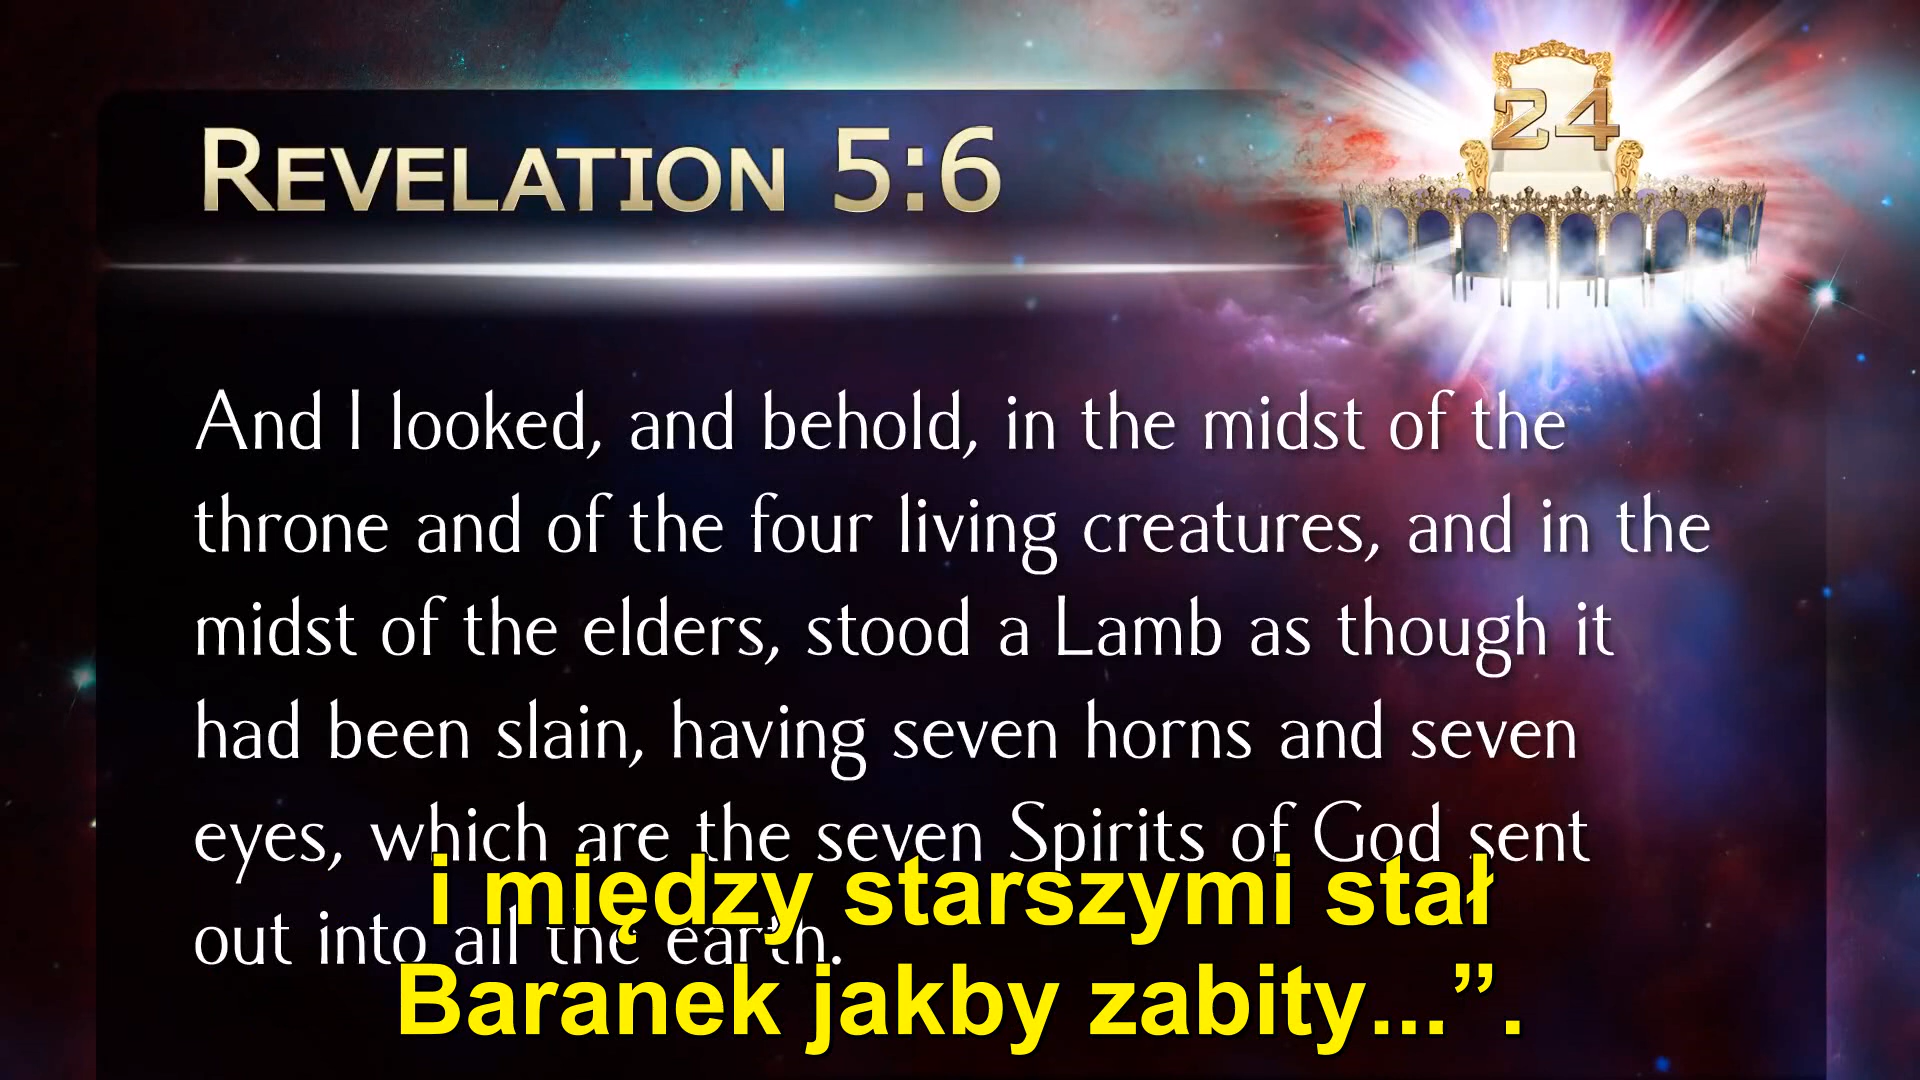 24
REVELATION 5:6
And I looked, and behold, in the midst of the
throne and of the four living creatures, and in the
midst of the elders, stood a Lamb as though it
had been slain, having seven horns and seven
eyes, which are the seven Spirits of God sent
out into all the earth.
i między starszymi stał
Baranek jakby zabity...”.